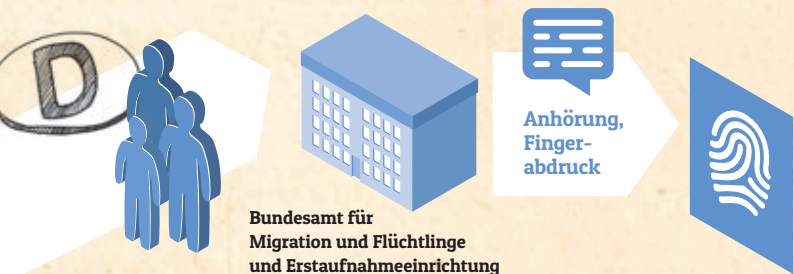 D
Bundesamt für
Migration und Flüchtlinge
und Erstaufnahmeeinrichtung
Anhörung,
Finger-
abdruck